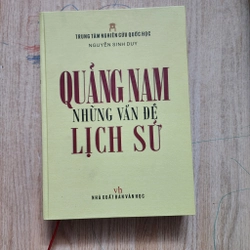 TRUNG TÂM NGHIÊN CỨU QUỐC HỌC
NGUYỄN SINH DUY
QUẢNG NAM
NHỮNG VẤN ĐỀ
LỊCH SỬ
vh
NHÀ XUẤT BẢN VĂN HỌC